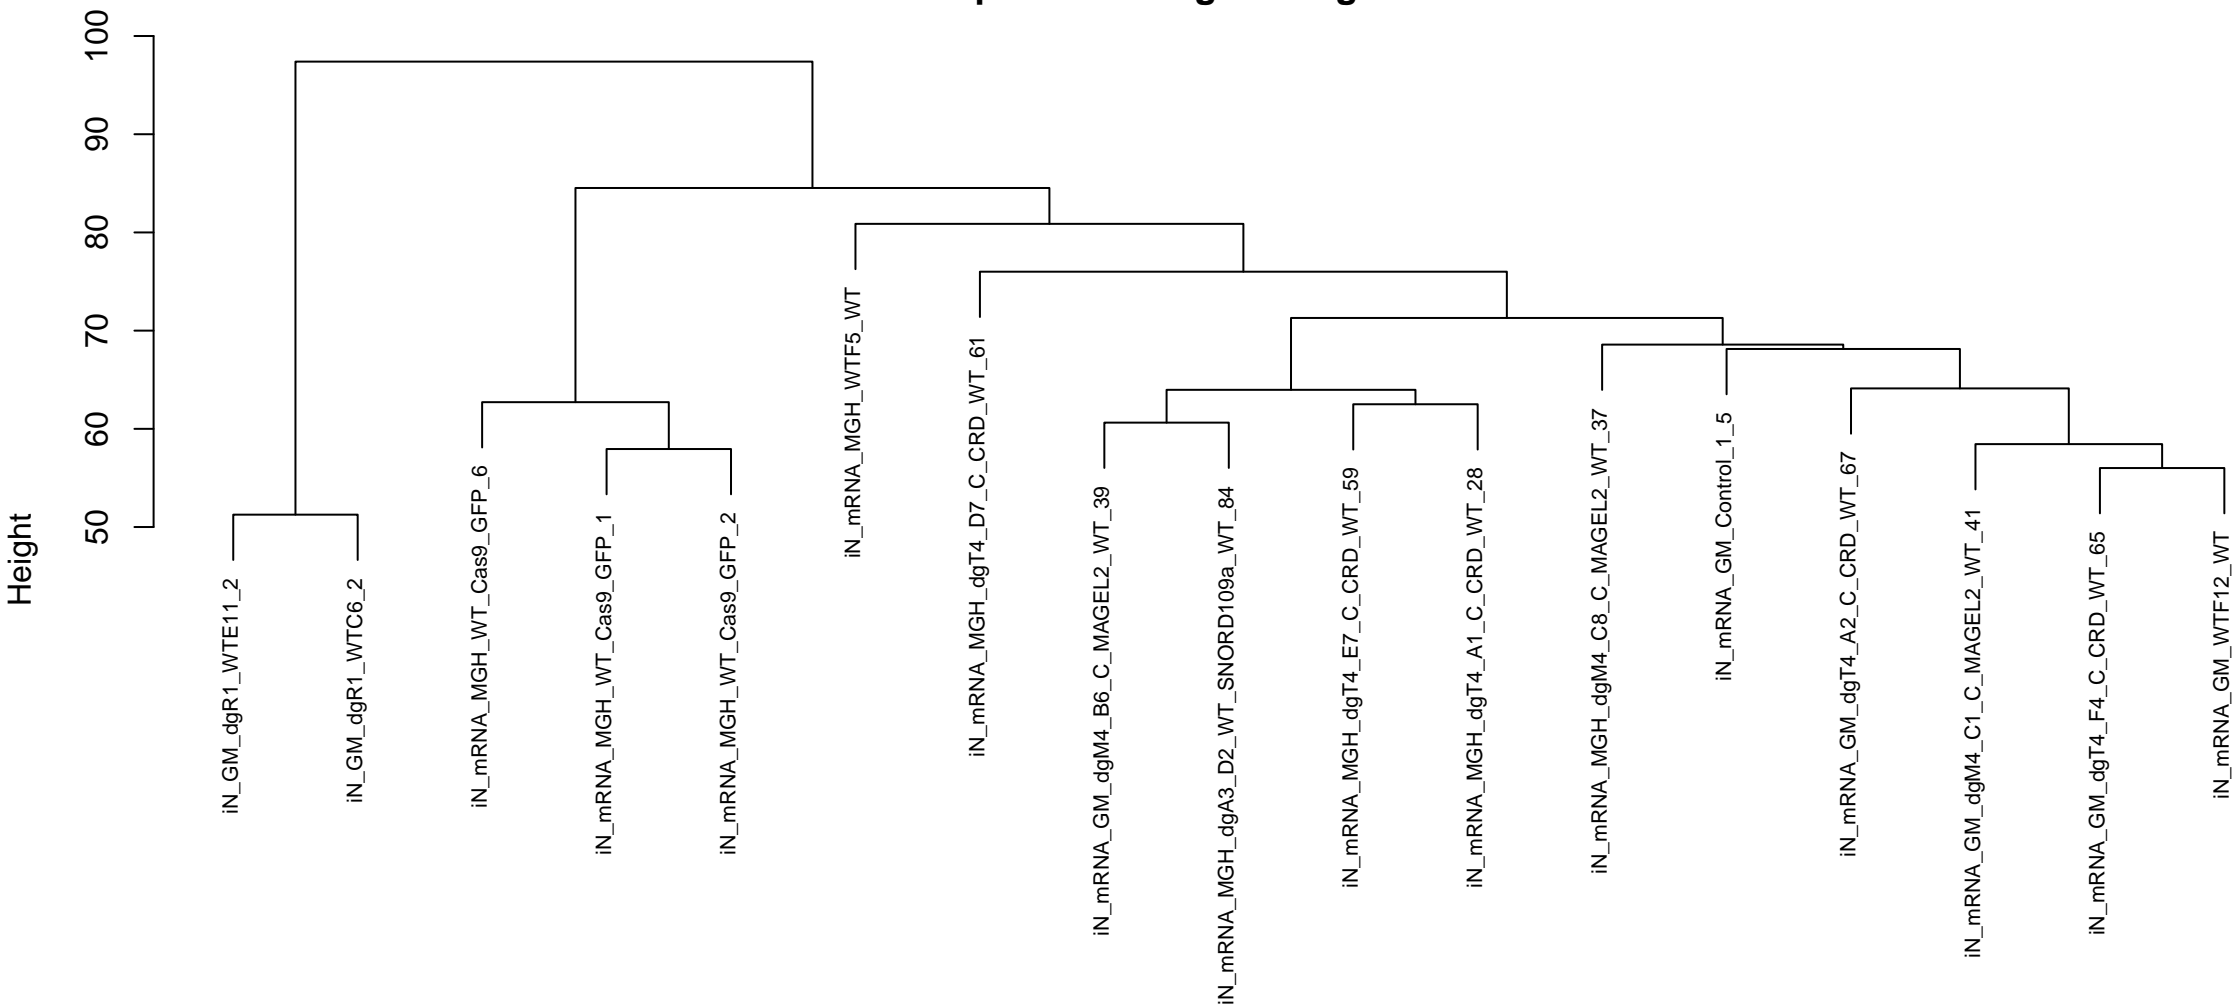 100
90
80
70
60
50
Height
iN_GM_dgR1_WTE11_2
iN_GM_dgR1_WTC6_2
iN_mRNA_MGH_WT_Cas9_GFP_6
iN_mRNA_MGH_WT_Cas9_GFP_1
iN_mRNA_MGH_WT_Cas9_GFP_2
iN_mRNA_MGH_WTF5_WT
iN_mRNA_MGH_dgT4_D7_C_CRD_WT_61
iN_mRNA_GM_dgM4_B6_C_MAGEL2_WT_39
iN_mRNA_MGH_dgA3_D2_WT_SNORD109a_WT_84
iN_mRNA_MGH_dgT4_E7_C_CRD_WT_59
iN_mRNA_MGH_dgT4_A1_C_CRD_WT_28
iN_mRNA_MGH_dgM4_C8_C_MAGEL2_WT_37
iN_mRNA_GM_Control_1_5
iN_mRNA_GM_dgT4_A2_C_CRD_WT_67
iN_mRNA_GM_dgM4_C1_C_MAGEL2_WT_41
iN_mRNA_GM_dgT4_F4_C_CRD_WT_65
iN_mRNA_GM_WTF12_WT